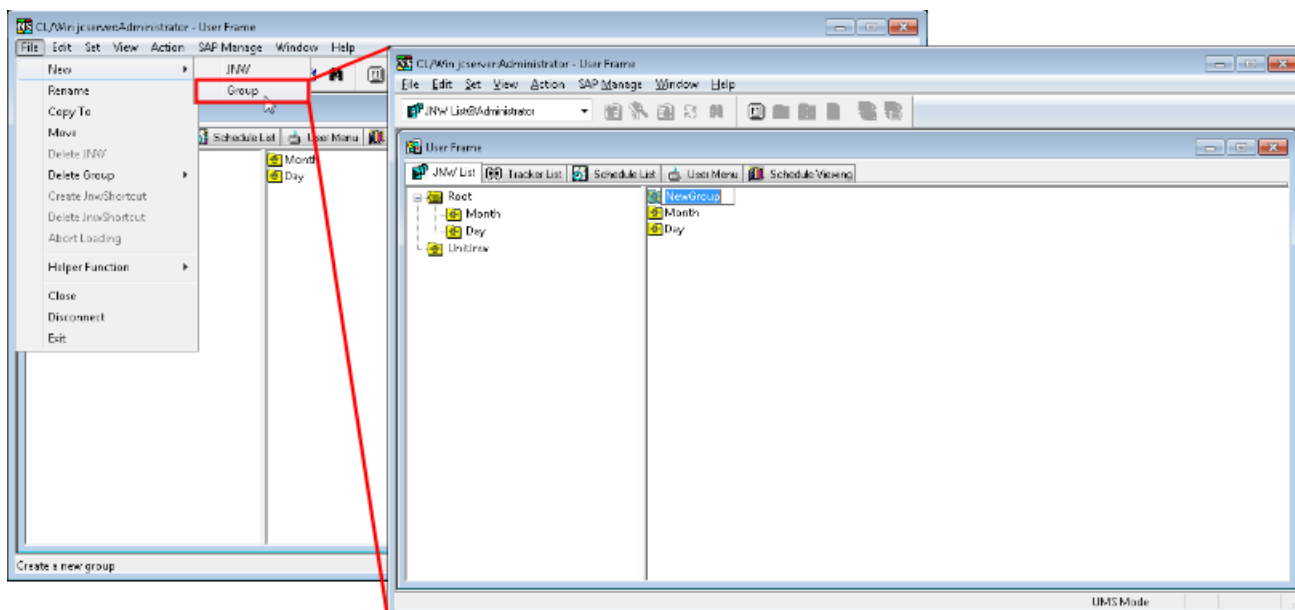 CL/Win jcserver:Administrator - User Frame
File Edit Set View Action SAP Manage Window Help
New
JNW
Rename
Group
Copy To
Move
Delete JNW
Delete Group
Create JnwShortcut
Delete JnwShortcut
Abort Loading
Helper Function
Close
Disconnect
Exit
Schedule List User Menu
Month
Day
Create a new group
CL/Win jcserver:Administrator - User Frame
File Edit Set View Action SAP Manage Window Help
JNW List@Administrator
User Frame
JNW List Tracker List Schedule List User Menu Schedule Viewing
Root
Month
Day
UnitJnw
NewGroup
Month
Day
UMS Mode